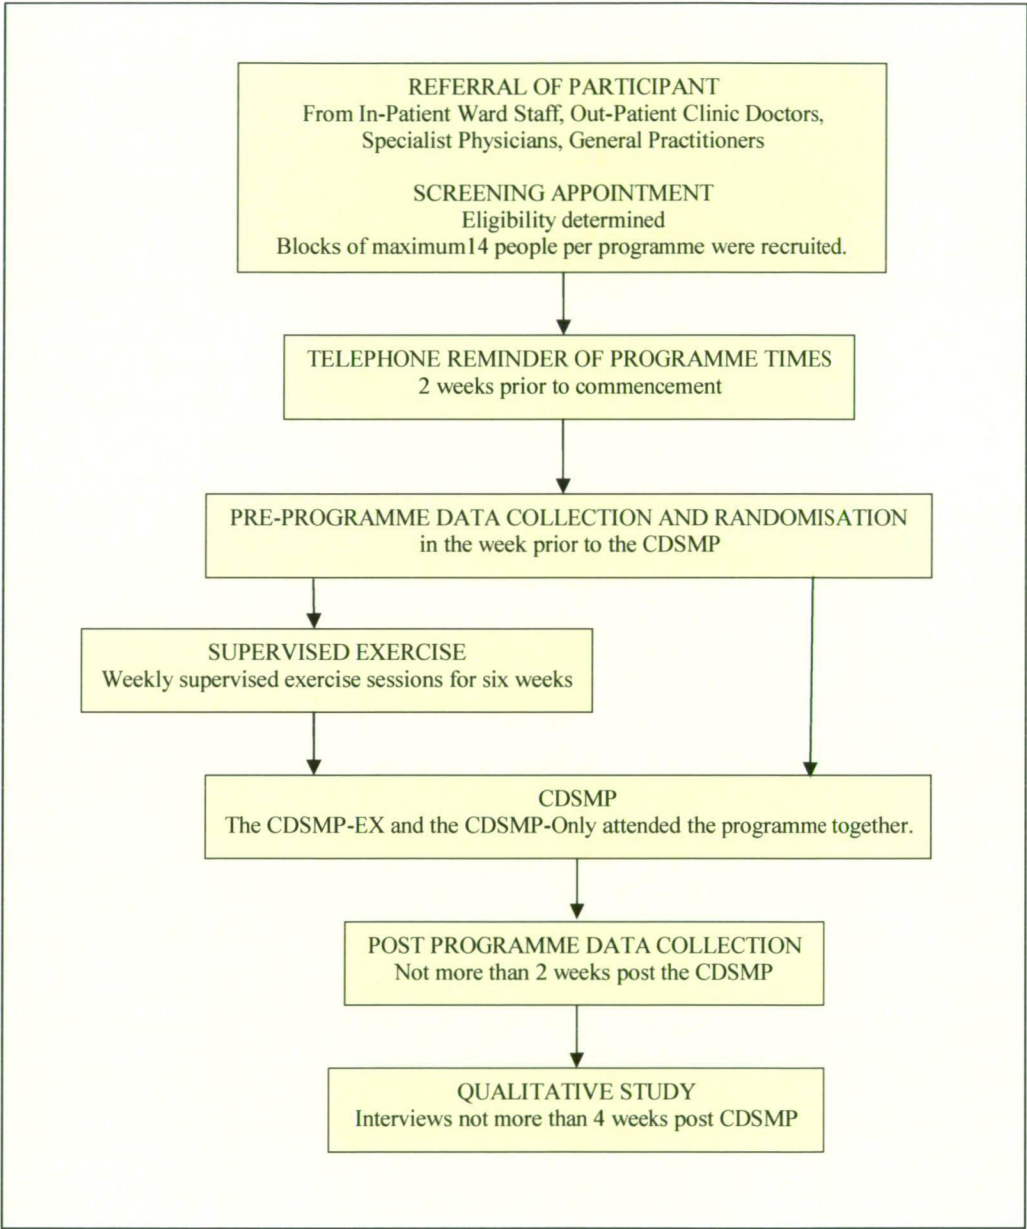 REFERRAL OF PARTICIPANT
From In-Patient Ward Staff, Out-Patient Clinic Doctors,
Specialist Physicians, General Practitioners
SCREENING APPOINTMENT
Eligibility determined
Blocks of maximum14 people per programme were recruited.
TELEPHONE REMINDER OF PROGRAMME TIMES
2 weeks prior to commencement
PRE-PROGRAMME DATA COLLECTION AND RANDOMISATION
in the week prior to the CDSMP
SUPERVISED EXERCISE
Weekly supervised exercise sessions for six weeks
CDSMP
The CDSMP-EX and the CDSMP-Only attended the programme together.
POST PROGRAMME DATA COLLECTION
Not more than 2 weeks post the CDSMP
QUALITATIVE STUDY
Interviews not more than 4 weeks post CDSMP